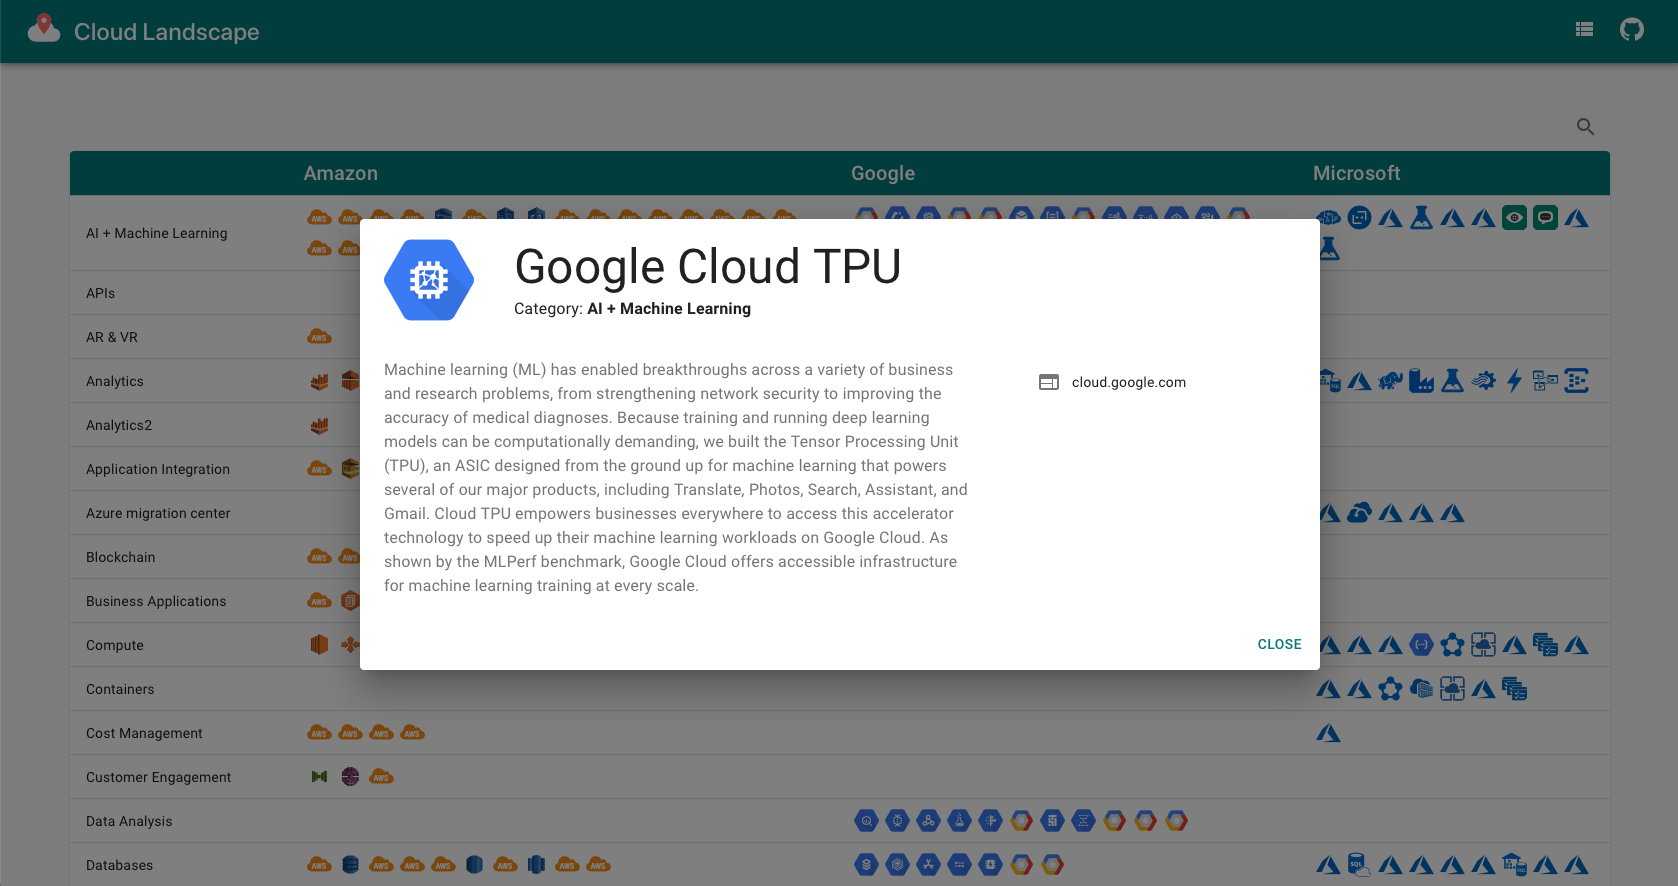 Cloud Landscape
Amazon Google Microsoft
AI + Machine Learning
APIs
AR & VR
Analytics
Analytics2
Application Integration
Azure migration center
Blockchain
Business Applications
Compute
Containers
Cost Management
Customer Engagement
Data Analysis
Databases
Google Cloud TPU
Category: AI + Machine Learning
Machine learning (ML) has enabled breakthroughs across a variety of business
and research problems, from strengthening network security to improving the
accuracy of medical diagnoses. Because training and running deep learning
models can be computationally demanding, we built the Tensor Processing Unit
(TPU), an ASIC designed from the ground up for machine learning that powers
several of our major products, including Translate, Photos, Search, Assistant, and
Gmail. Cloud TPU empowers businesses everywhere to access this accelerator
technology to speed up their machine learning workloads on Google Cloud. As
shown by the MLPerf benchmark, Google Cloud offers accessible infrastructure
for machine learning training at every scale.
cloud.google.com
CLOSE